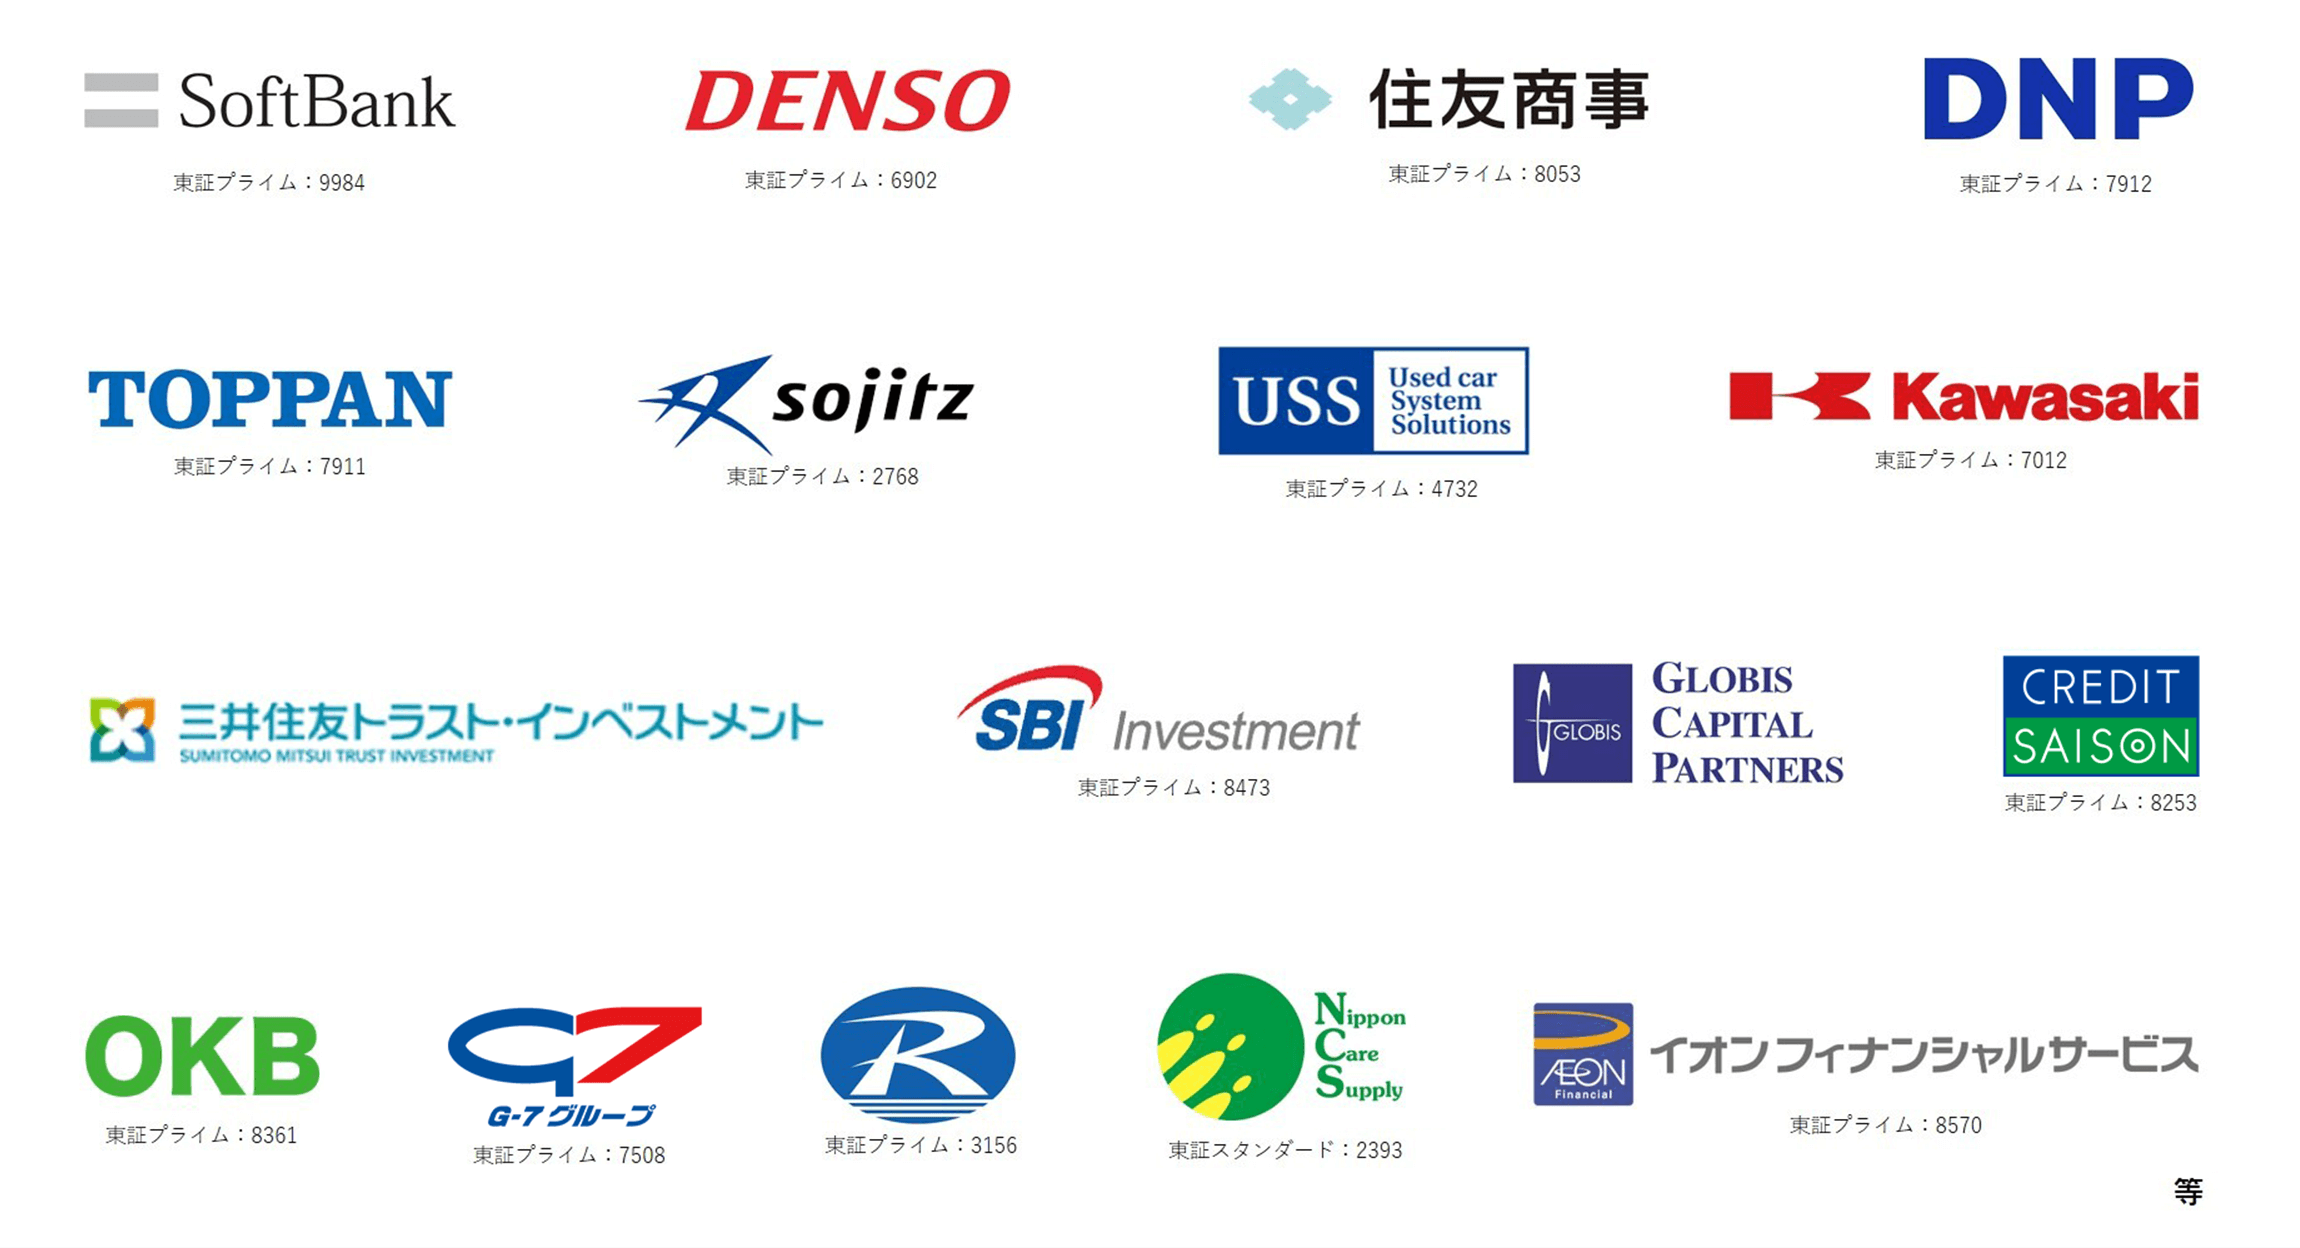 SoftBank
東証プライム：9984
DENSO
東証プライム：6902
住友商事
東証プライム：8053
DNP
東証プライム：7912
TOPPAN
東証プライム：7911
sojitz
東証プライム：2768
USS
Used car
System
Solutions
東証プライム：4732
Kawasaki
東証プライム：7012
三井住友トラスト・インベストメント
SUMITOMO MITSUI TRUST INVESTMENT
SBI Investment
東証プライム：8473
GLOBIS
GLOBIS
CAPITAL
PARTNERS
CREDIT
SAISON
東証プライム：8253
OKB
東証プライム：8361
G7
G-7グループ
東証プライム：7508
R
東証プライム：3156
Nippon
Care
Supply
東証スタンダード：2393
ÆON
Financial
イオンフィナンシャルサービス
東証プライム：8570
等